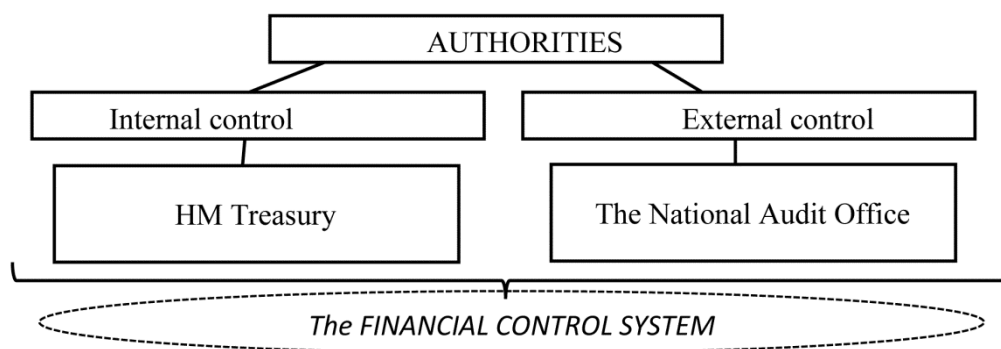 AUTHORITIES
Internal control
External control
HM Treasury
The National Audit Office
The FINANCIAL CONTROL SYSTEM